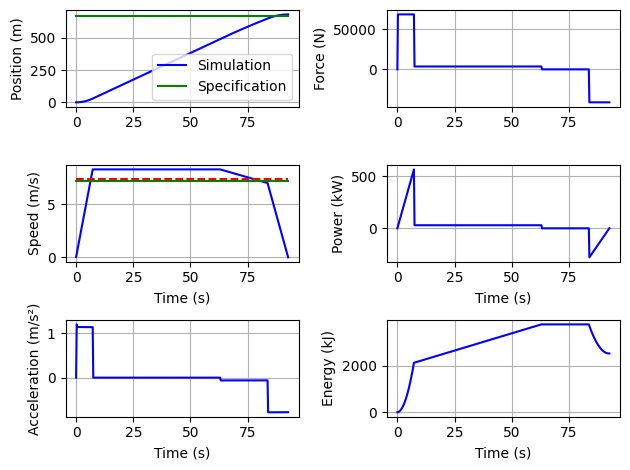 Position (m)
500
250
0
0 25 50 75
Simulation
Specification
Force (N)
50000
0
0 25 50 75
Speed (m/s)
5
0
0 25 50 75
Time (s)
Power (kW)
500
0
0 25 50 75
Time (s)
Acceleration (m/s²)
1
0
0 25 50 75
Time (s)
Energy (kJ)
2000
0
0 25 50 75
Time (s)